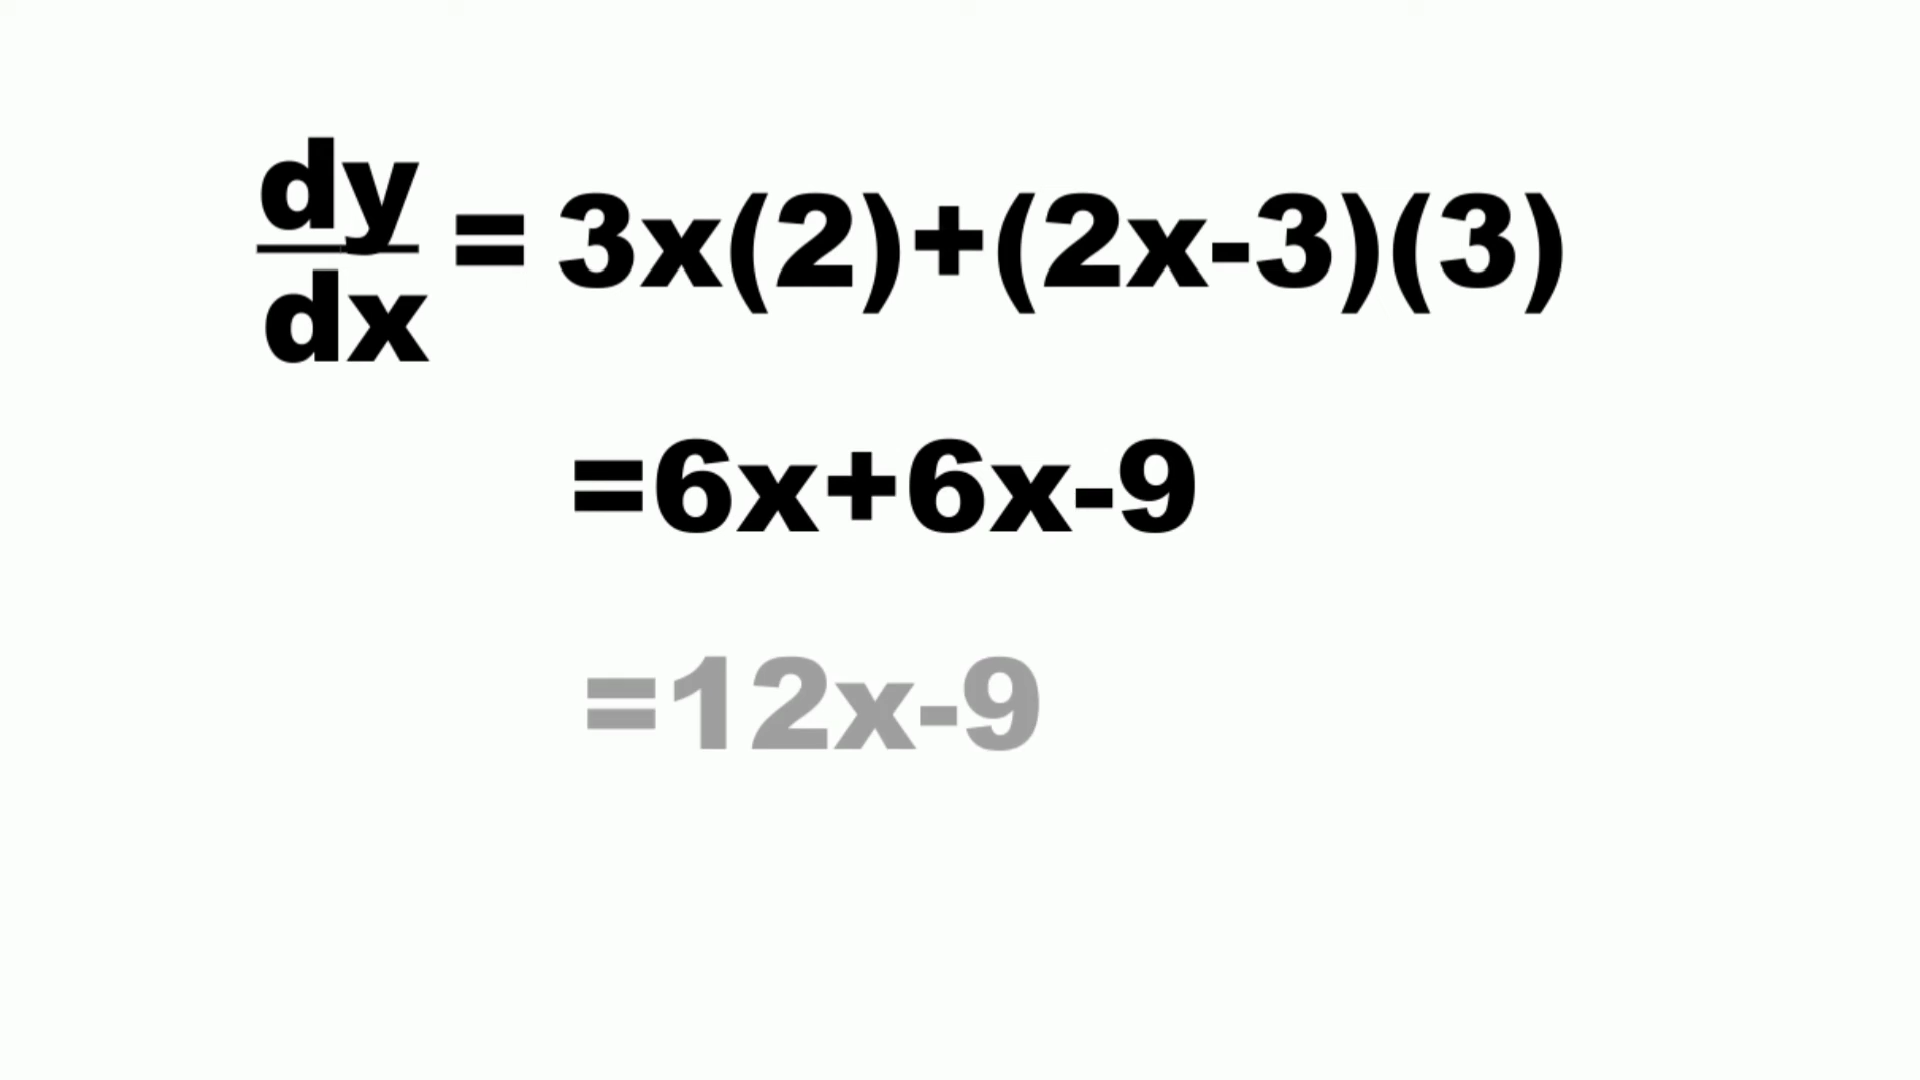 dy/dx = 3x(2)+(2x-3)(3)
=6x+6x-9
=12x-9